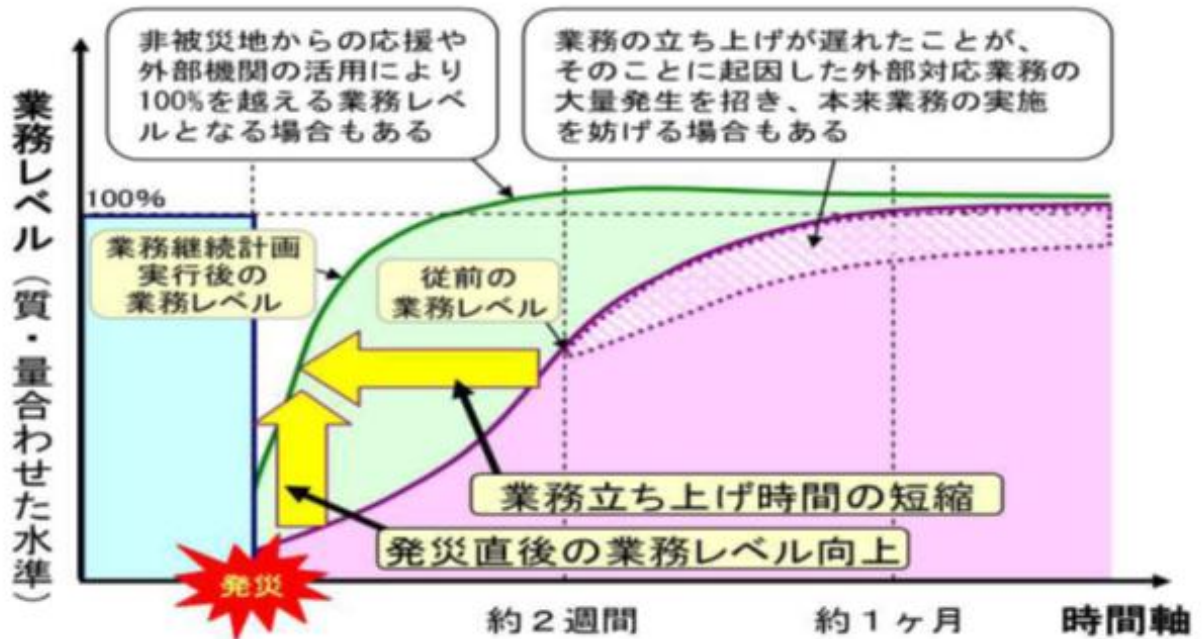 非被災地からの応援や
外部機関の活用により
100%を越える業務レベ
ルとなる場合もある
業務の立ち上げが遅れたことが、
そのことに起因した外部対応業務の
大量発生を招き、本来業務の実施
を妨げる場合もある
業務レベル（質・量合わせた水準）
100%
業務継続計画
実行後の
業務レベル
従前の
業務レベル
業務立ち上げ時間の短縮
発災直後の業務レベル向上
発災
約２週間
約１ヶ月
時間軸